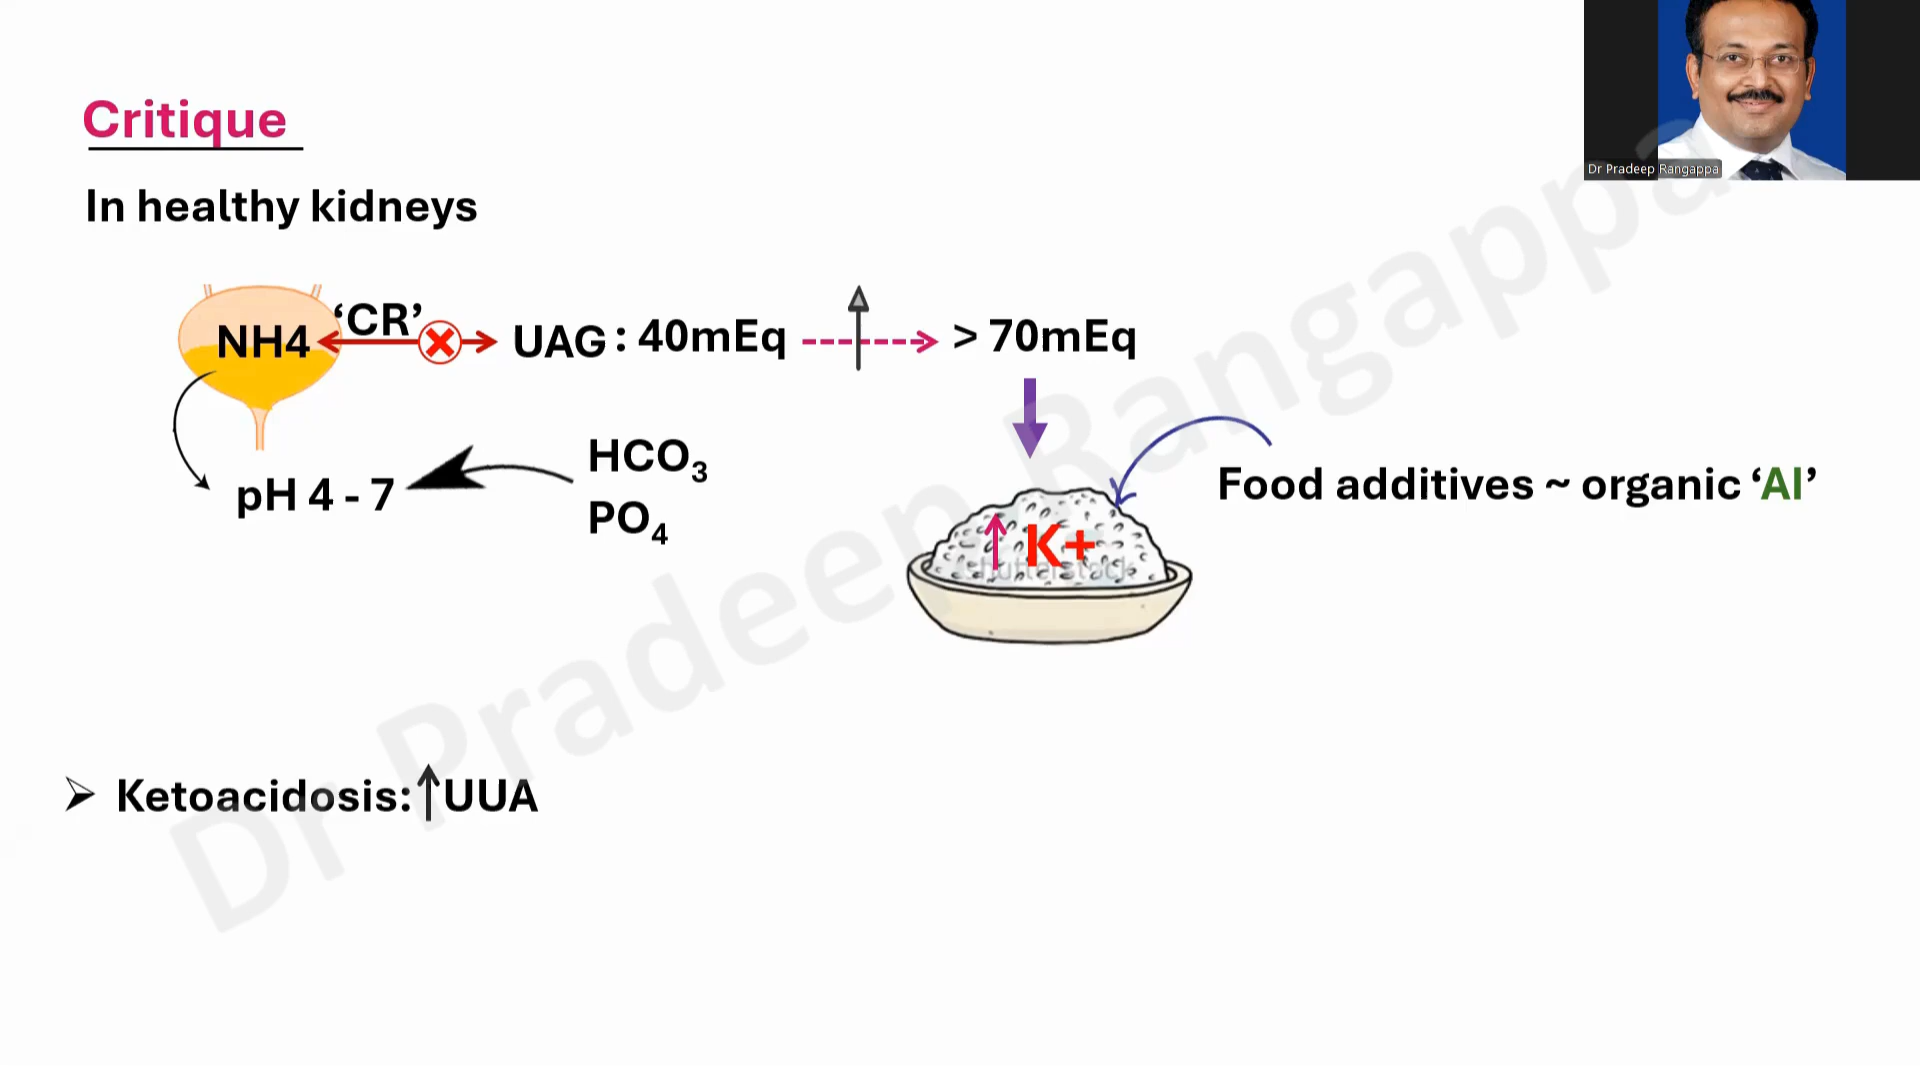 Critique
Dr Pradeep Rangappa
In healthy kidneys
NH4 ‘CR’ UAG : 40mEq > 70mEq
pH 4 - 7
HCO₃
PO₄
Food additives ~ organic ‘AI’
K+
shutterstock
Ketoacidosis: ↑UUA
Dr Pradeep Rangappa